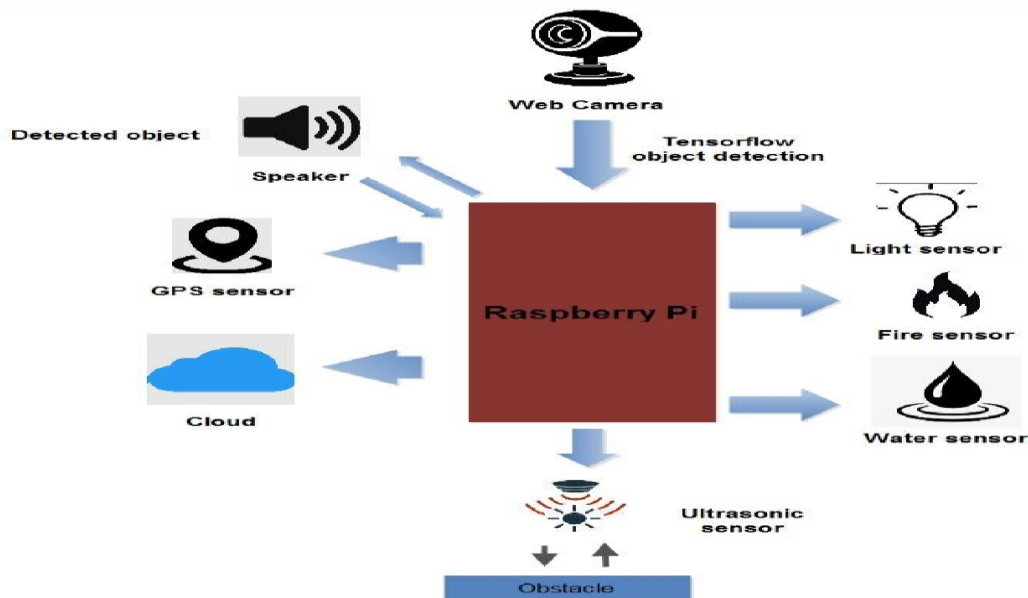 Web Camera
Detected object
Tensorflow
object detection
Speaker
Light sensor
GPS sensor
Raspberry Pi
Fire sensor
Cloud
Water sensor
Ultrasonic
sensor
Obstacle